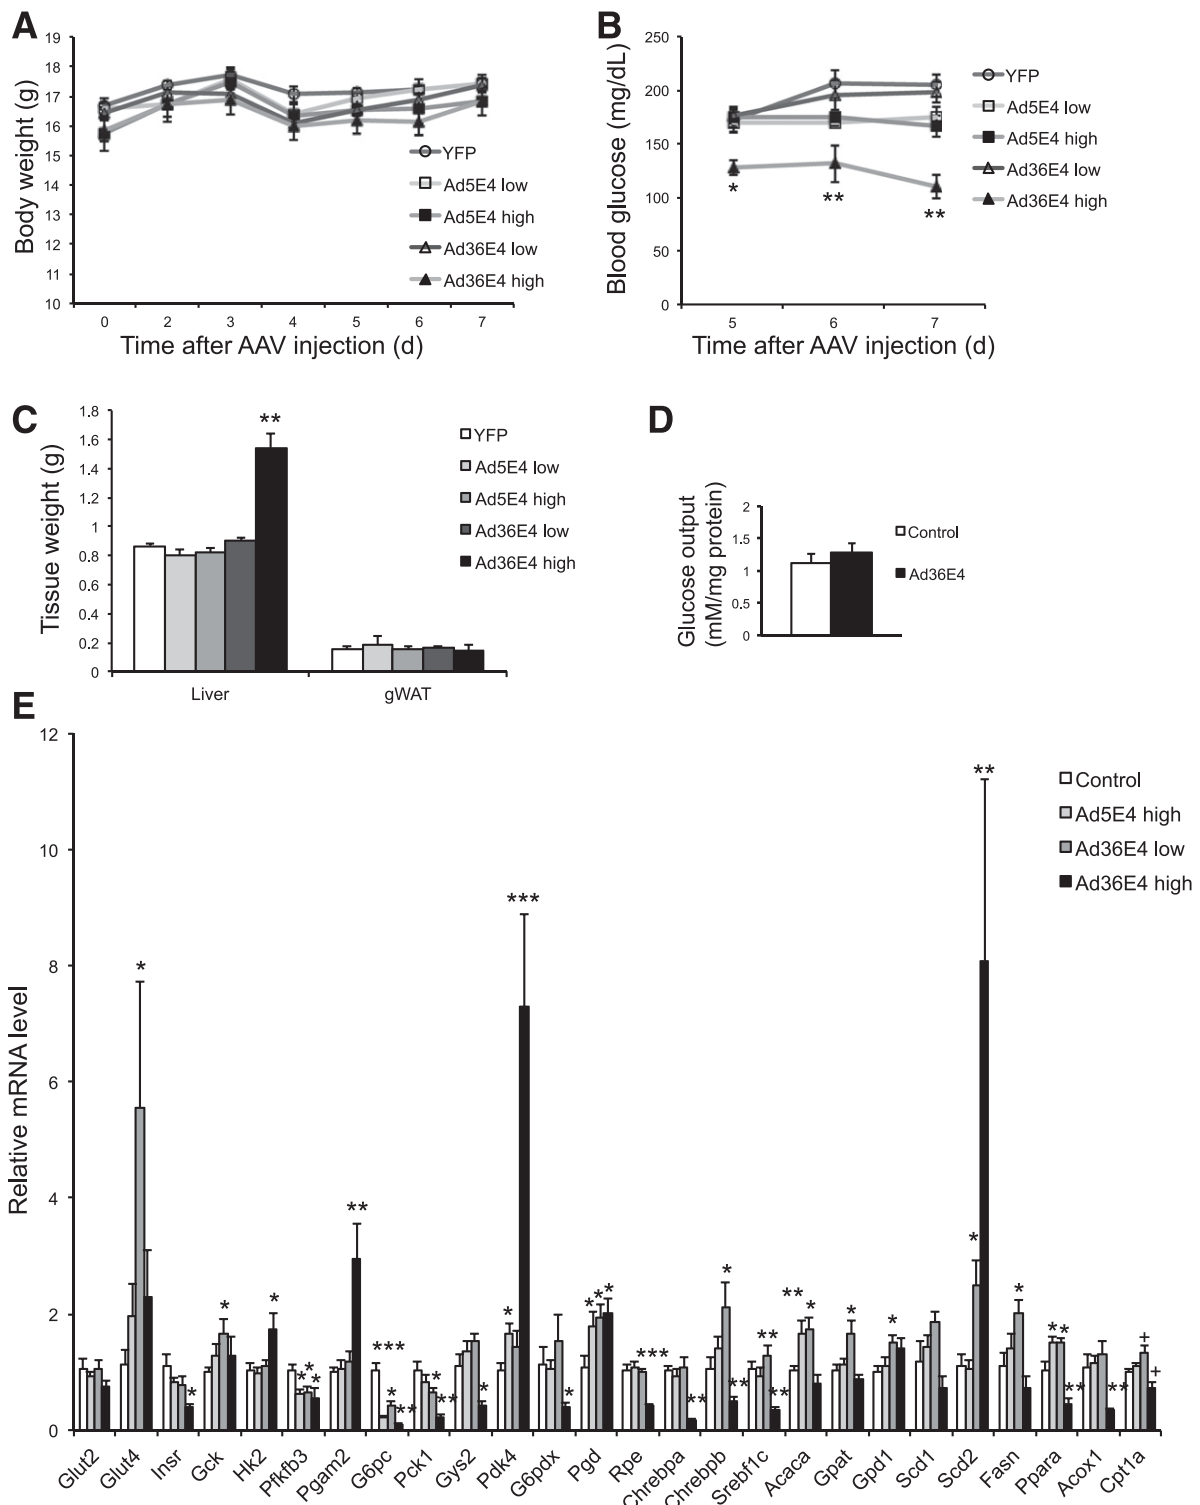 A
19
18
17
16
15
14
13
12
11
10
Body weight (g)
YFP
Ad5E4 low
Ad5E4 high
Ad36E4 low
Ad36E4 high
0 2 3 4 5 6 7
Time after AAV injection (d)
B
250
200
150
100
50
0
Blood glucose (mg/dL)
* ** **
YFP
Ad5E4 low
Ad5E4 high
Ad36E4 low
Ad36E4 high
5 6 7
Time after AAV injection (d)
C
1.8
1.6
1.4
1.2
1
0.8
0.6
0.4
0.2
0
Tissue weight (g)
**
YFP
Ad5E4 low
Ad5E4 high
Ad36E4 low
Ad36E4 high
Liver gWAT
D
2
1.5
1
0.5
0
Glucose output
(mM/mg protein)
Control
Ad36E4
E
12
10
8
6
4
2
0
Relative mRNA level
Control
Ad5E4 high
Ad36E4 low
Ad36E4 high
* * * * * * * ** *** * ** * ** * * *** * * * * *** ** * ** ** ** ** * * * * ** * * * ** ** + +
Glut2 Glut4 Insr Gck Hk2 Pfkfb3 Pgam2 G6pc Pck1 Gys2 Pdk4 G6pdx Pgd Rpe Chrebpa Chrebpb Srebf1c Acaca Gpat Gpd1 Scd1 Scd2 Fasn Ppara Acox1 Cpt1a